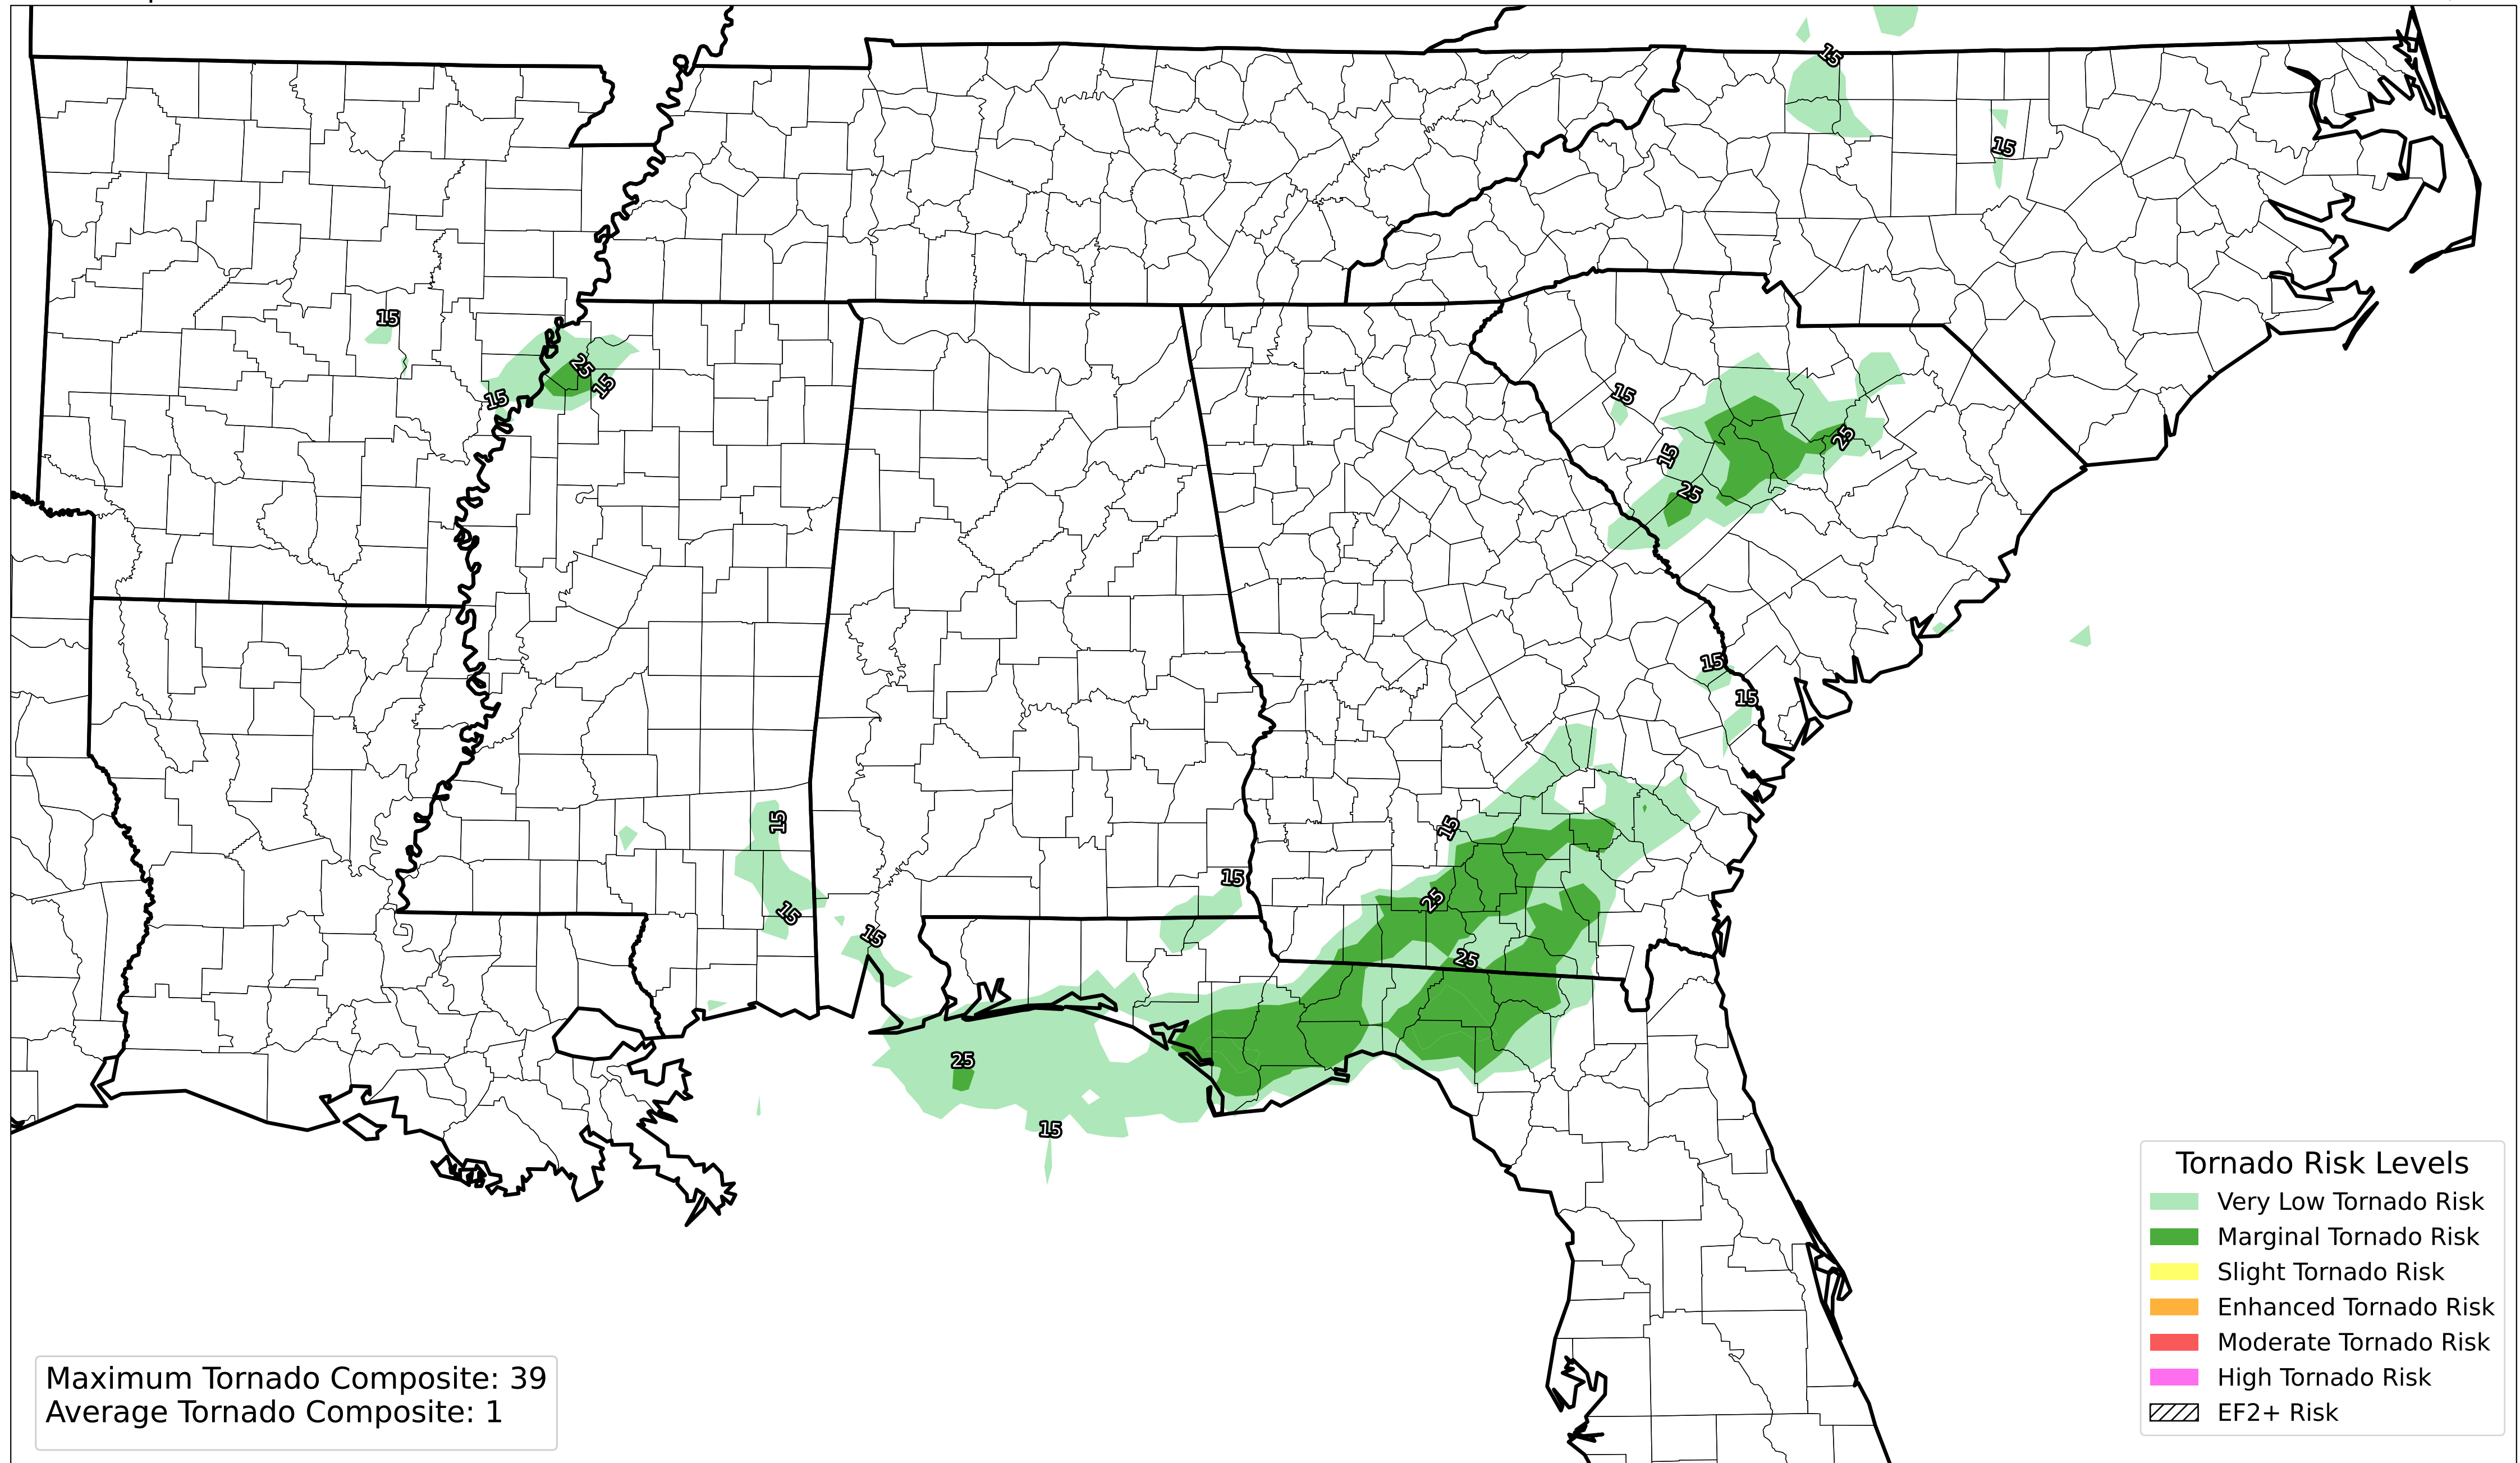 15
15
15
25
15
15
15
25
15
25
15
15
15
15
15
25
15
15
25
25
15
Tornado Risk Levels
Very Low Tornado Risk
Marginal Tornado Risk
Slight Tornado Risk
Enhanced Tornado Risk
Moderate Tornado Risk
High Tornado Risk
EF2+ Risk
Maximum Tornado Composite: 39
Average Tornado Composite: 1